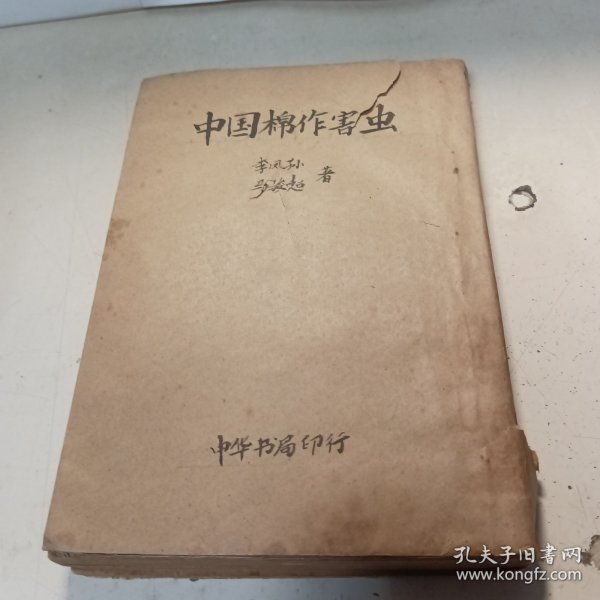 中国棉作害虫
李凤孙
马骏超 著
中华书局印行
孔夫子旧书网
www.kongfz.com